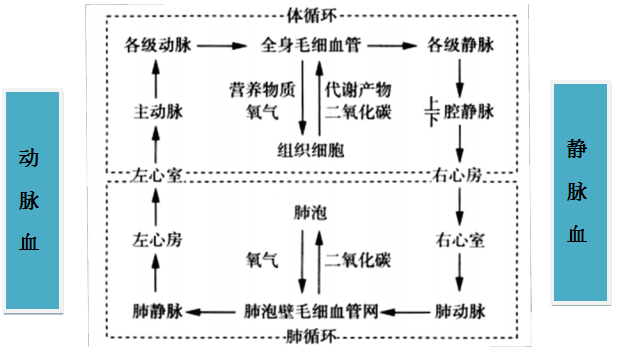 体循环
各级动脉 全身毛细血管 各级静脉
营养物质 代谢产物
氧气 二氧化碳
主动脉 上下腔静脉
组织细胞
左心室 右心房
肺泡
左心房 右心室
氧气 二氧化碳
肺静脉 肺泡壁毛细血管网 肺动脉
肺循环
动
脉
血
静
脉
血